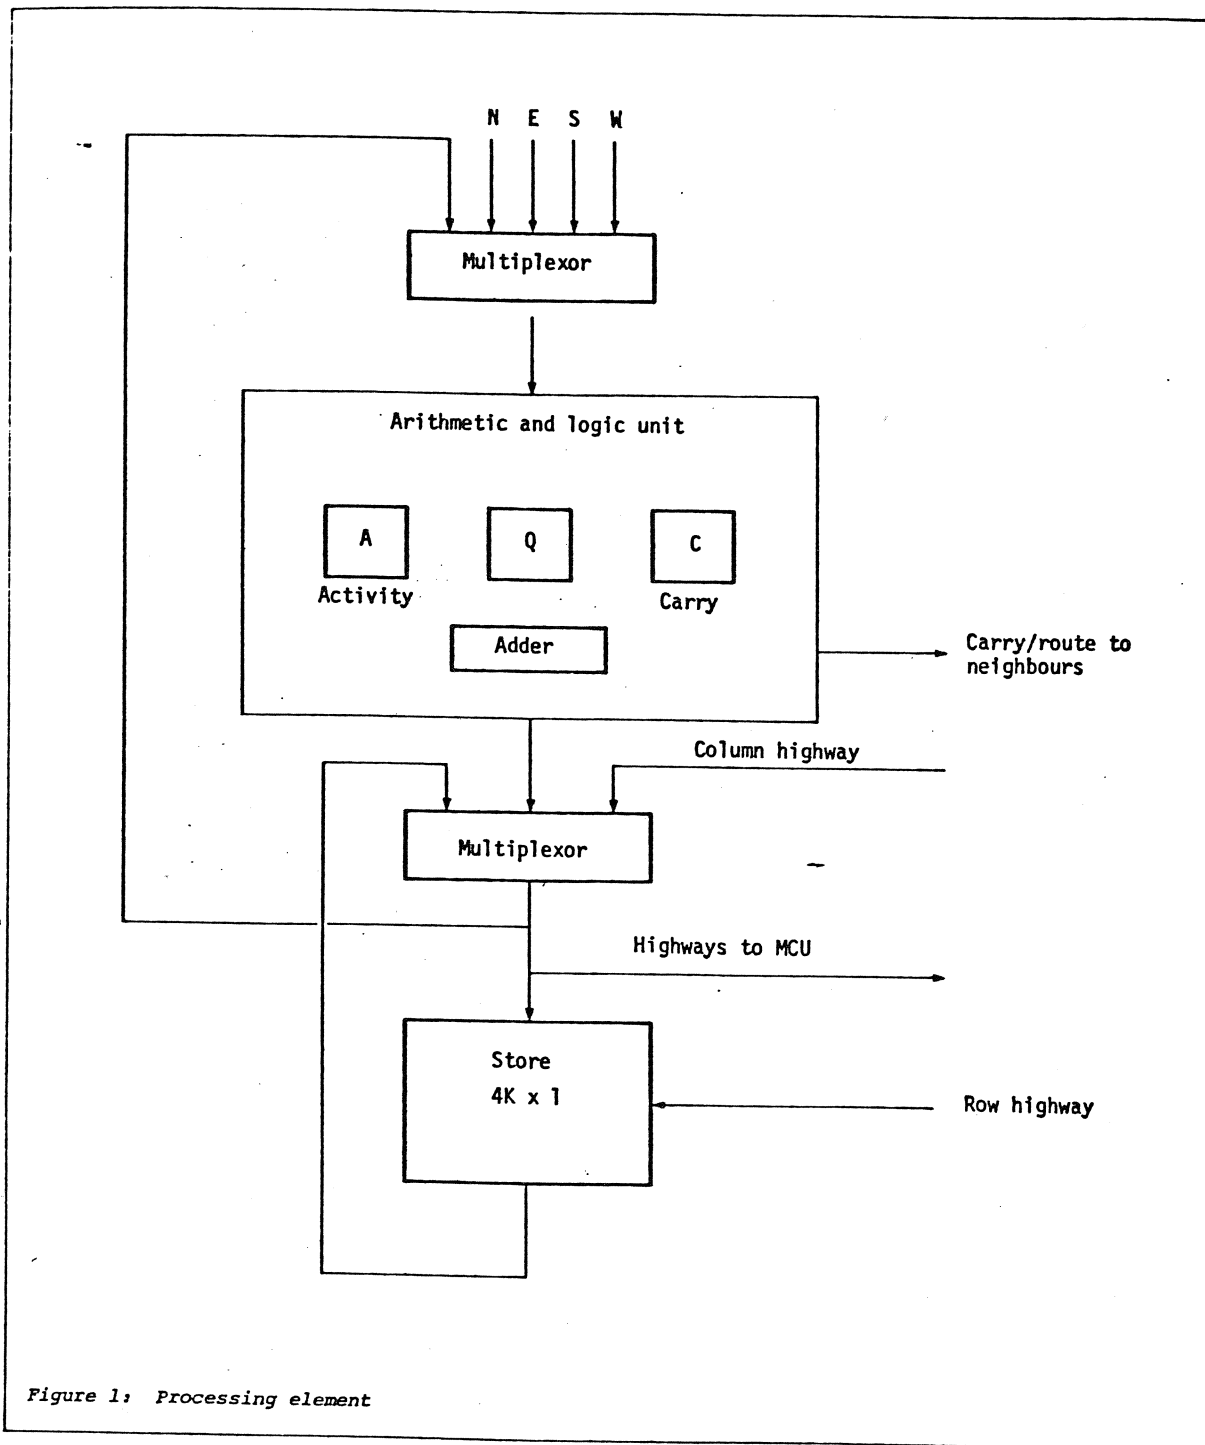 N E S W
Multiplexor
Arithmetic and logic unit
A
Q
C
Activity
Carry
Adder
Carry/route to
neighbours
Column highway
Multiplexor
Highways to MCU
Store
4K x 1
Row highway
Figure 1: Processing element